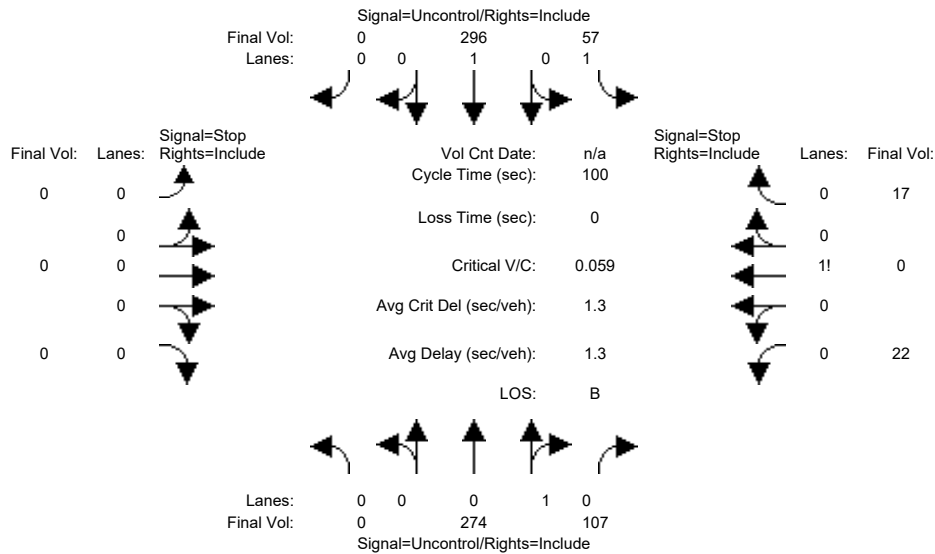 Signal=Uncontrol/Rights=Include
Final Vol: 0 296 57
Lanes: 0 0 1 0 1
Signal=Stop Signal=Stop
Final Vol: Lanes: Rights=Include Vol Cnt Date: n/a Rights=Include Lanes: Final Vol:
Cycle Time (sec): 100
0 0 0 17
Loss Time (sec): 0
0 0
0 0 Critical V/C: 0.059 1! 0
0 Avg Crit Del (sec/veh): 1.3 0
0 0 Avg Delay (sec/veh): 1.3 0 22
LOS: B
Lanes: 0 0 0 1 0
Final Vol: 0 274 107
Signal=Uncontrol/Rights=Include